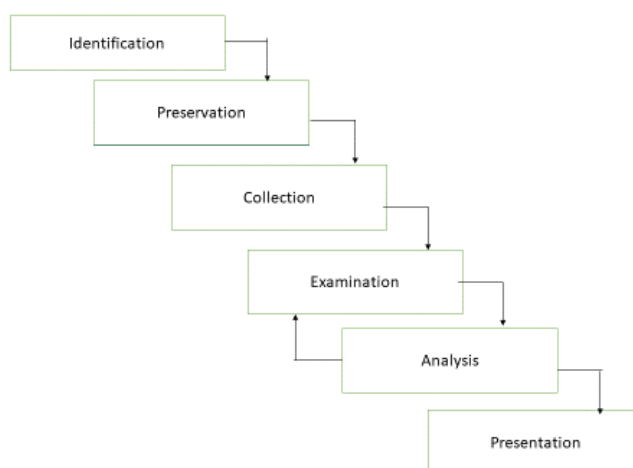 Identification
Preservation
Collection
Examination
Analysis
Presentation